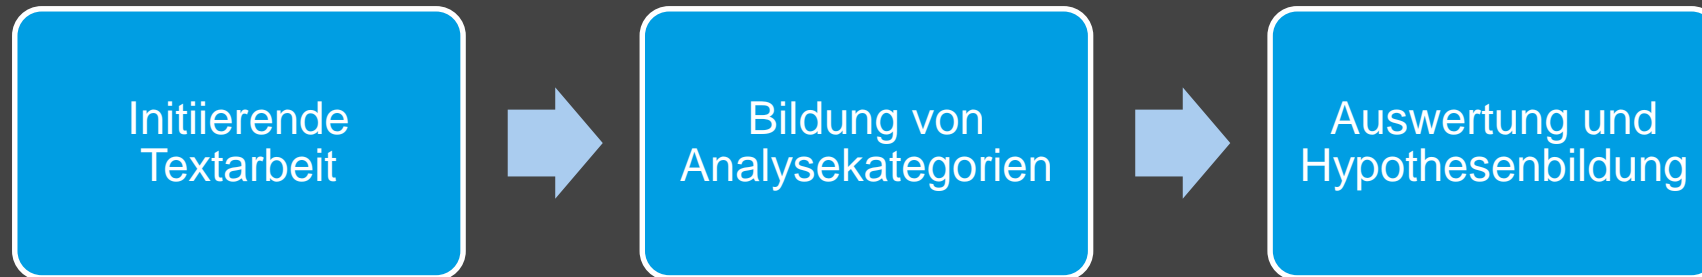 Initiierende
Textarbeit
Bildung von
Analysekategorien
Auswertung und
Hypothesenbildung